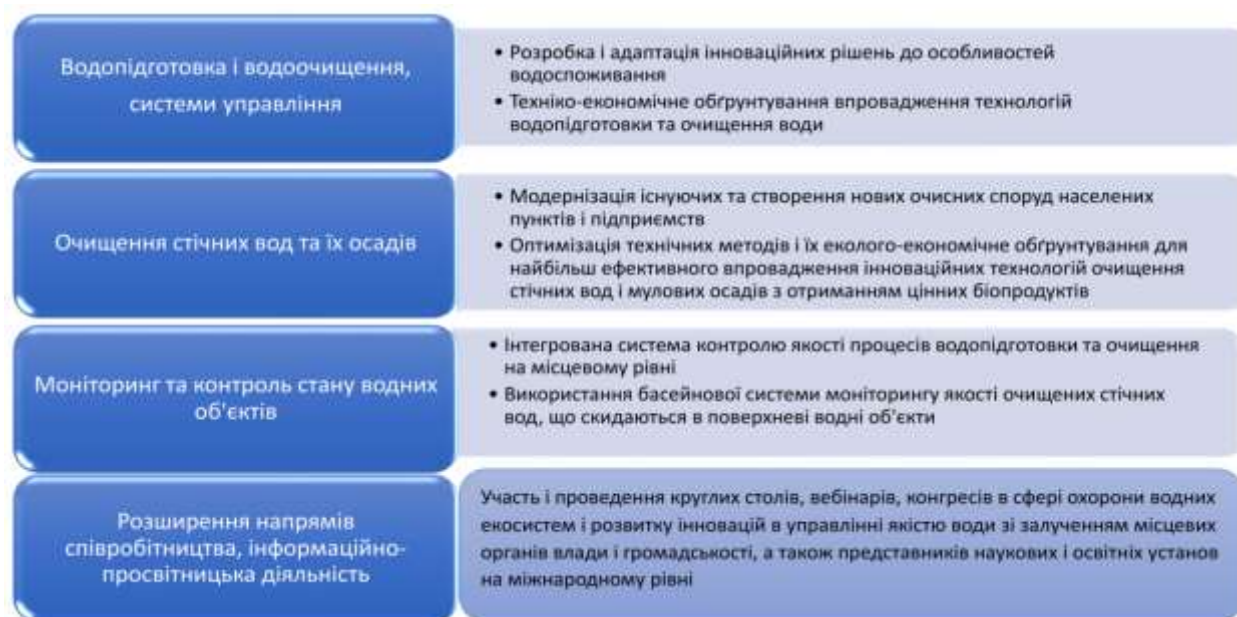 Водопідготовка і водоочищення,
системи управління
• Розробка і адаптація інноваційних рішень до особливостей
водоспоживання
• Техніко-економічне обґрунтування впровадження технологій
водопідготовки та очищення води
Очищення стічних вод та їх осадів
• Модернізація існуючих та створення нових очисних споруд населених
пунктів і підприємств
• Оптимізація технічних методів і їх еколого-економічне обґрунтування для
найбільш ефективного впровадження інноваційних технологій очищення
стічних вод і мулових осадів з отриманням цінних біопродуктів
Моніторинг та контроль стану водних
об'єктів
• Інтегрована система контролю якості процесів водопідготовки та очищення
на місцевому рівні
• Використання басейнової системи моніторингу якості очищених стічних
вод, що скидаються в поверхневі водні об'єкти
Розширення напрямів
співробітництва, інформаційно-
просвітницька діяльність
Участь і проведення круглих столів, вебінарів, конгресів в сфері охорони водних
екосистем і розвитку інновацій в управлінні якістю води зі залученням місцевих
органів влади і громадськості, а також представників наукових і освітніх установ
на міжнародному рівні